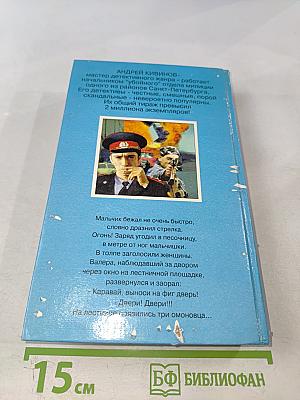 АНДРЕЙ КИВИНОВ-
мастер детективного жанра - работает
начальником "убойного" отдела милиции
одного из районов Санкт-Петербурга.
Его детективы - честные, смешные, порой
скандальные - невероятно популярны.
Их общий тираж превысил
2 миллиона экземпляров!
Мальчик бежал не очень быстро,
словно дразнил стрелка.
Огонь! Заряд угодил в песочницу,
в метре от ног мальчишки.
В толпе заголосили женщины.
Валера, наблюдавший за двором
через окно на лестничной площадке,
развернулся и заорал:
-Едравай, выноси на фиг дверь!
Двери! Двери!!!
На лестнице появились три омоновца...
15 см
БФ БИБЛИОФАН